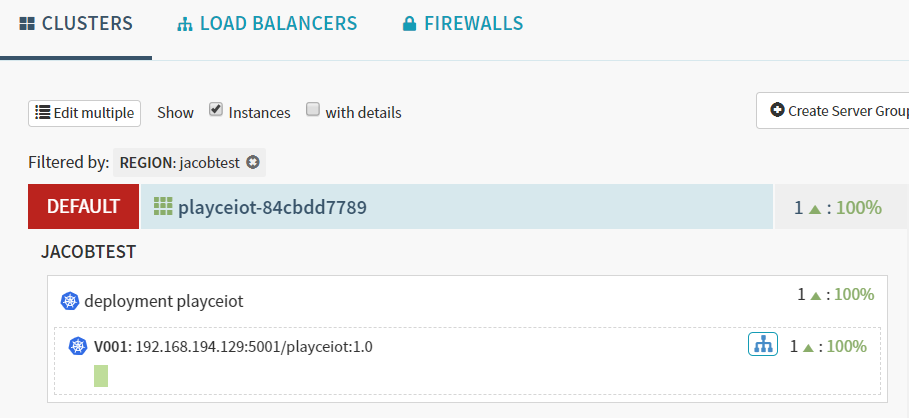 CLUSTERS LOAD BALANCERS FIREWALLS
Edit multiple Show Instances with details Create Server Group
Filtered by: REGION: jacobtest
DEFAULT playceiot-84cbdd7789 1 ▲ : 100%
JACOBTEST
deployment playceiot 1 ▲ : 100%
V001: 192.168.194.129:5001/playceiot:1.0 1 ▲ : 100%